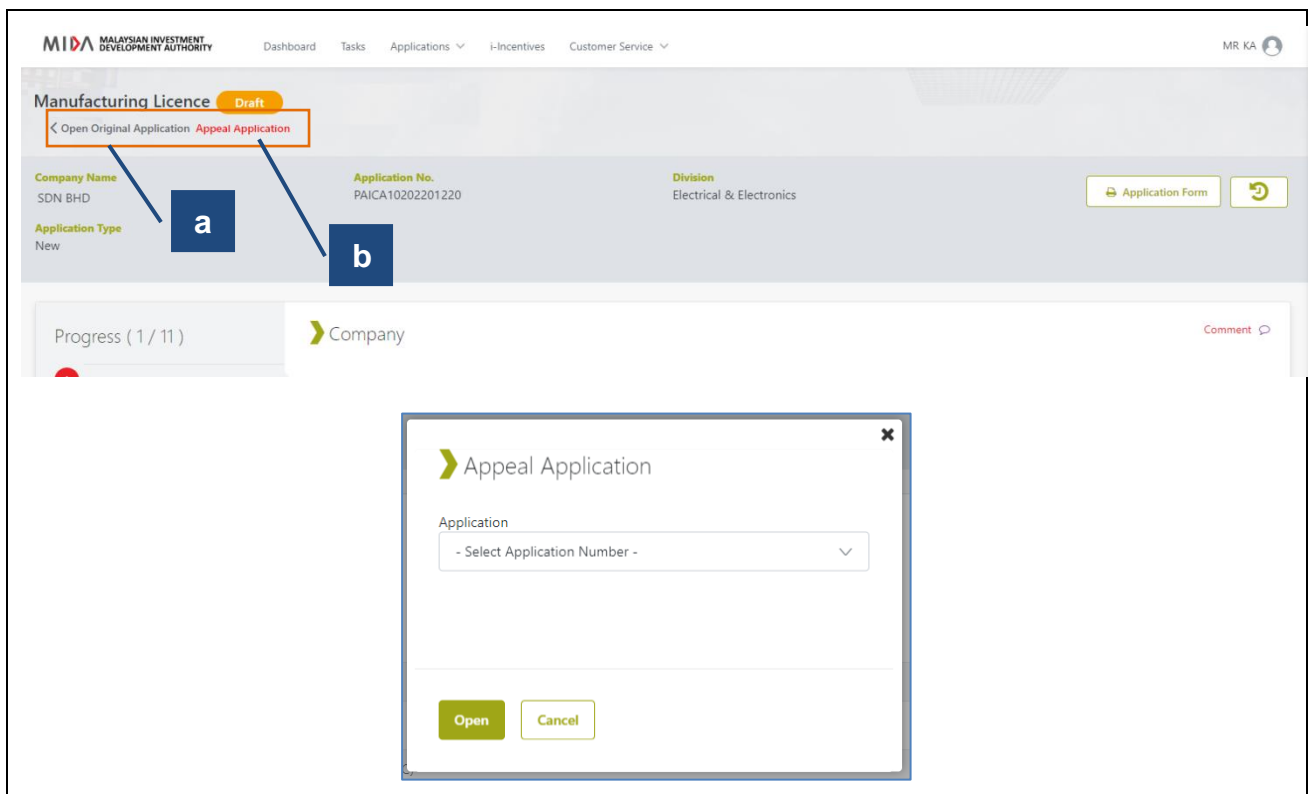 MIDA MALAYSIAN INVESTMENT DEVELOPMENT AUTHORITY Dashboard Tasks Applications i-Incentives Customer Service MR KA
Manufacturing Licence Draft
Open Original Application Appeal Application
Company Name Application No. Division
SDN BHD PAICA10202201220 Electrical & Electronics Application Form
Application Type
New
a
b
Progress ( 1 / 11 ) Company Comment
Appeal Application
Application
- Select Application Number -
Open Cancel